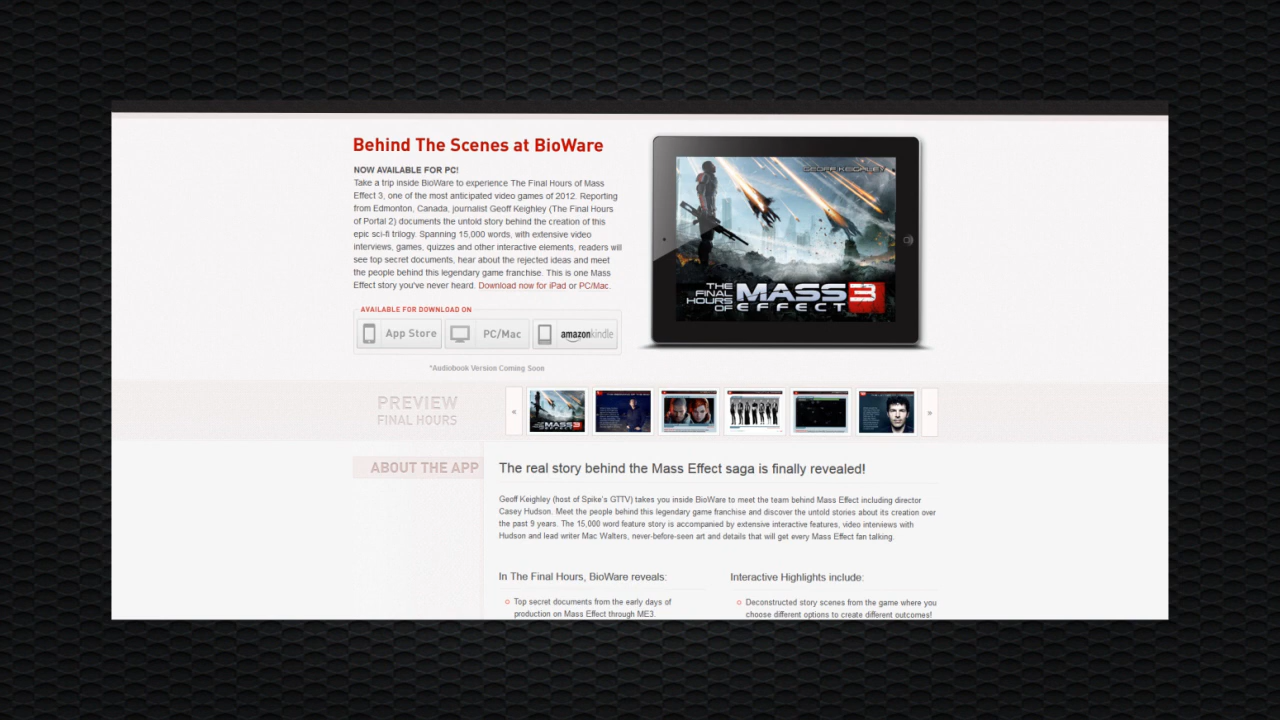 Behind The Scenes at BioWare
NOW AVAILABLE FOR PC!
Take a trip inside BioWare to experience The Final Hours of Mass
Effect 3, one of the most anticipated video games of 2012. Reporting
from Edmonton, Canada, journalist Geoff Keighley (The Final Hours
of Portal 2) documents the untold story behind the creation of this
epic sci-fi trilogy. Spanning 15,000 words, with extensive video
interviews, games, quizzes and other interactive elements, readers will
see top secret documents, hear about the rejected ideas and meet
the people behind this legendary game franchise. This is one Mass
Effect story you've never heard. Download now for iPad or PC/Mac.
AVAILABLE FOR DOWNLOAD ON
App Store
PC/Mac
amazonkindle
*Audiobook Version Coming Soon
GEOFF KEIGHLEY
THE FINAL HOURS OF
MASS EFFECT 3
PREVIEW
FINAL HOURS
«
MASS EFFECT 3
»
ABOUT THE APP
The real story behind the Mass Effect saga is finally revealed!
Geoff Keighley (host of Spike's GTTV) takes you inside BioWare to meet the team behind Mass Effect including director
Casey Hudson. Meet the people behind this legendary game franchise and discover the untold stories about its creation over
the past 9 years. The 15,000 word feature story is accompanied by extensive interactive features, video interviews with
Hudson and lead writer Mac Walters, never-before-seen art and details that will get every Mass Effect fan talking.
In The Final Hours, BioWare reveals:
Top secret documents from the early days of
production on Mass Effect through ME3.
Interactive Highlights include:
Deconstructed story scenes from the game where you
choose different options to create different outcomes!